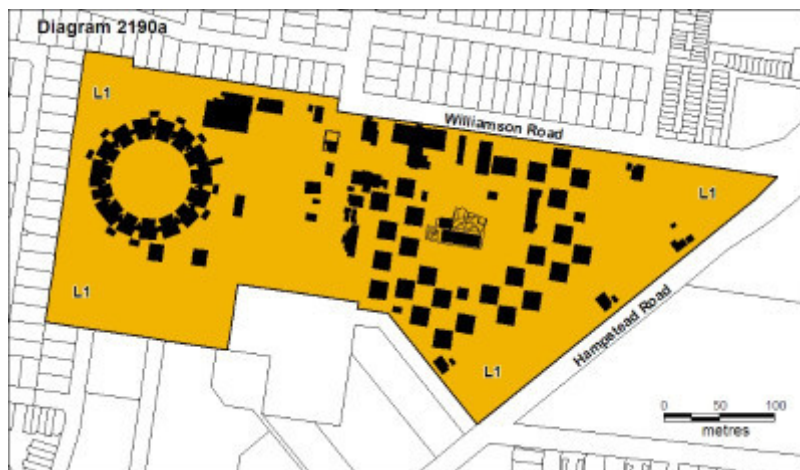 Diagram 2190a
L1
Williamson Road
L1
L1
Hampstead Road
L1
0 50 100
metres